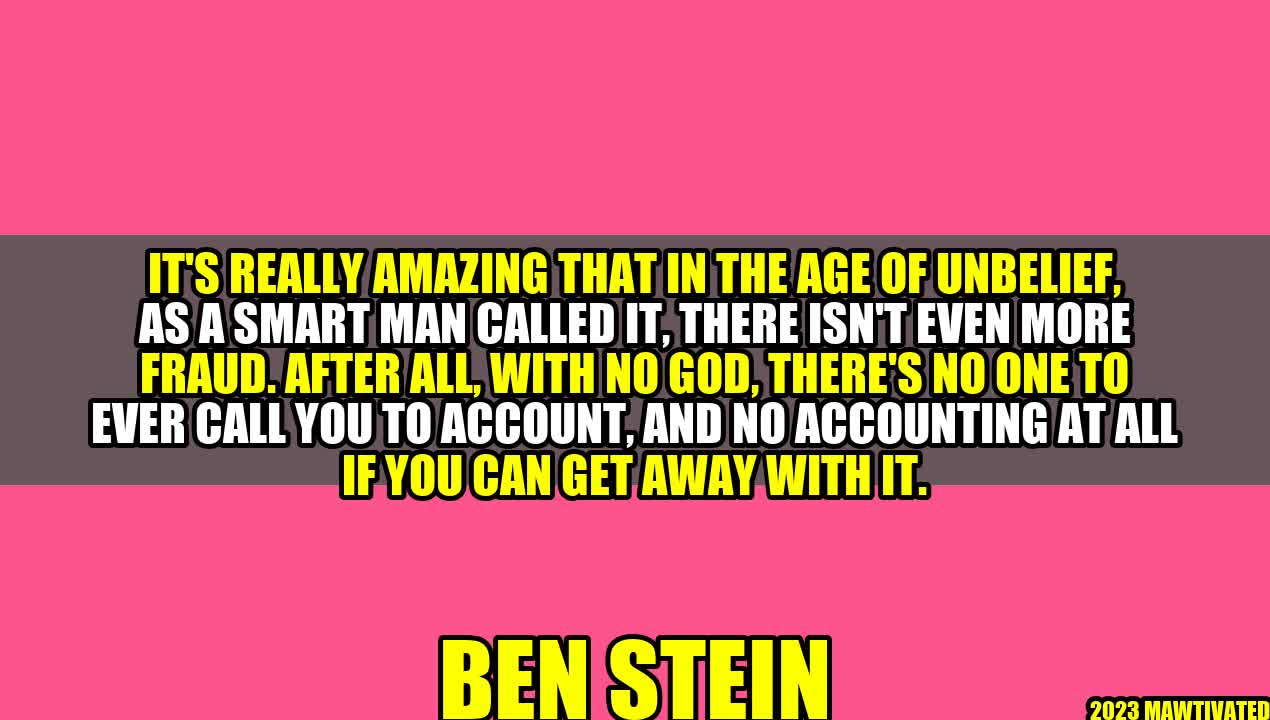 IT'S REALLY AMAZING THAT IN THE AGE OF UNBELIEF,
AS A SMART MAN CALLED IT, THERE ISN'T EVEN MORE
FRAUD. AFTER ALL, WITH NO GOD, THERE'S NO ONE TO
EVER CALL YOU TO ACCOUNT, AND NO ACCOUNTING AT ALL
IF YOU CAN GET AWAY WITH IT.
BEN STEIN
2023 MAWTIVATED